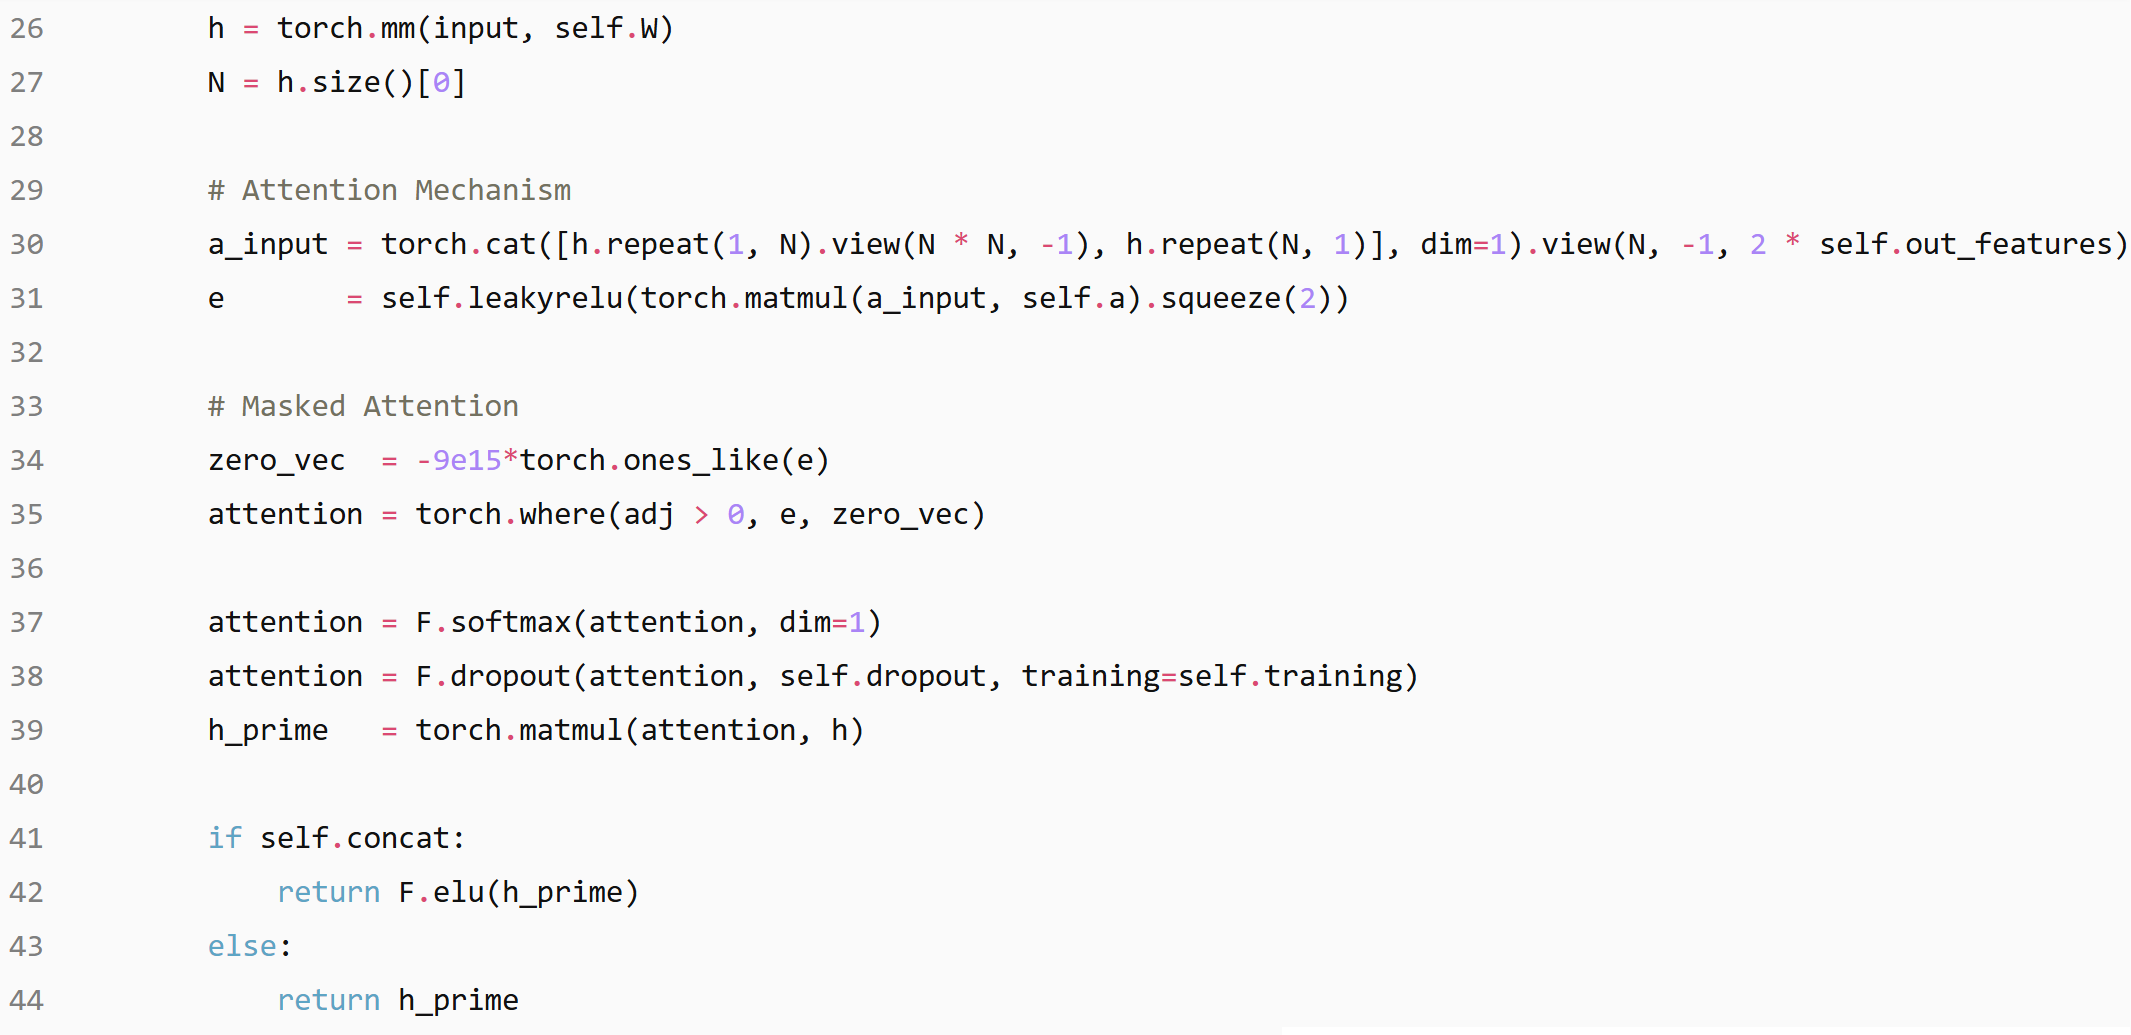 26 h = torch.mm(input, self.W)
27 N = h.size()[0]
28
29 # Attention Mechanism
30 a_input = torch.cat([h.repeat(1, N).view(N * N, -1), h.repeat(N, 1)], dim=1).view(N, -1, 2 * self.out_features)
31 e = self.leakyrelu(torch.matmul(a_input, self.a).squeeze(2))
32
33 # Masked Attention
34 zero_vec = -9e15*torch.ones_like(e)
35 attention = torch.where(adj > 0, e, zero_vec)
36
37 attention = F.softmax(attention, dim=1)
38 attention = F.dropout(attention, self.dropout, training=self.training)
39 h_prime = torch.matmul(attention, h)
40
41 if self.concat:
42 return F.elu(h_prime)
43 else:
44 return h_prime